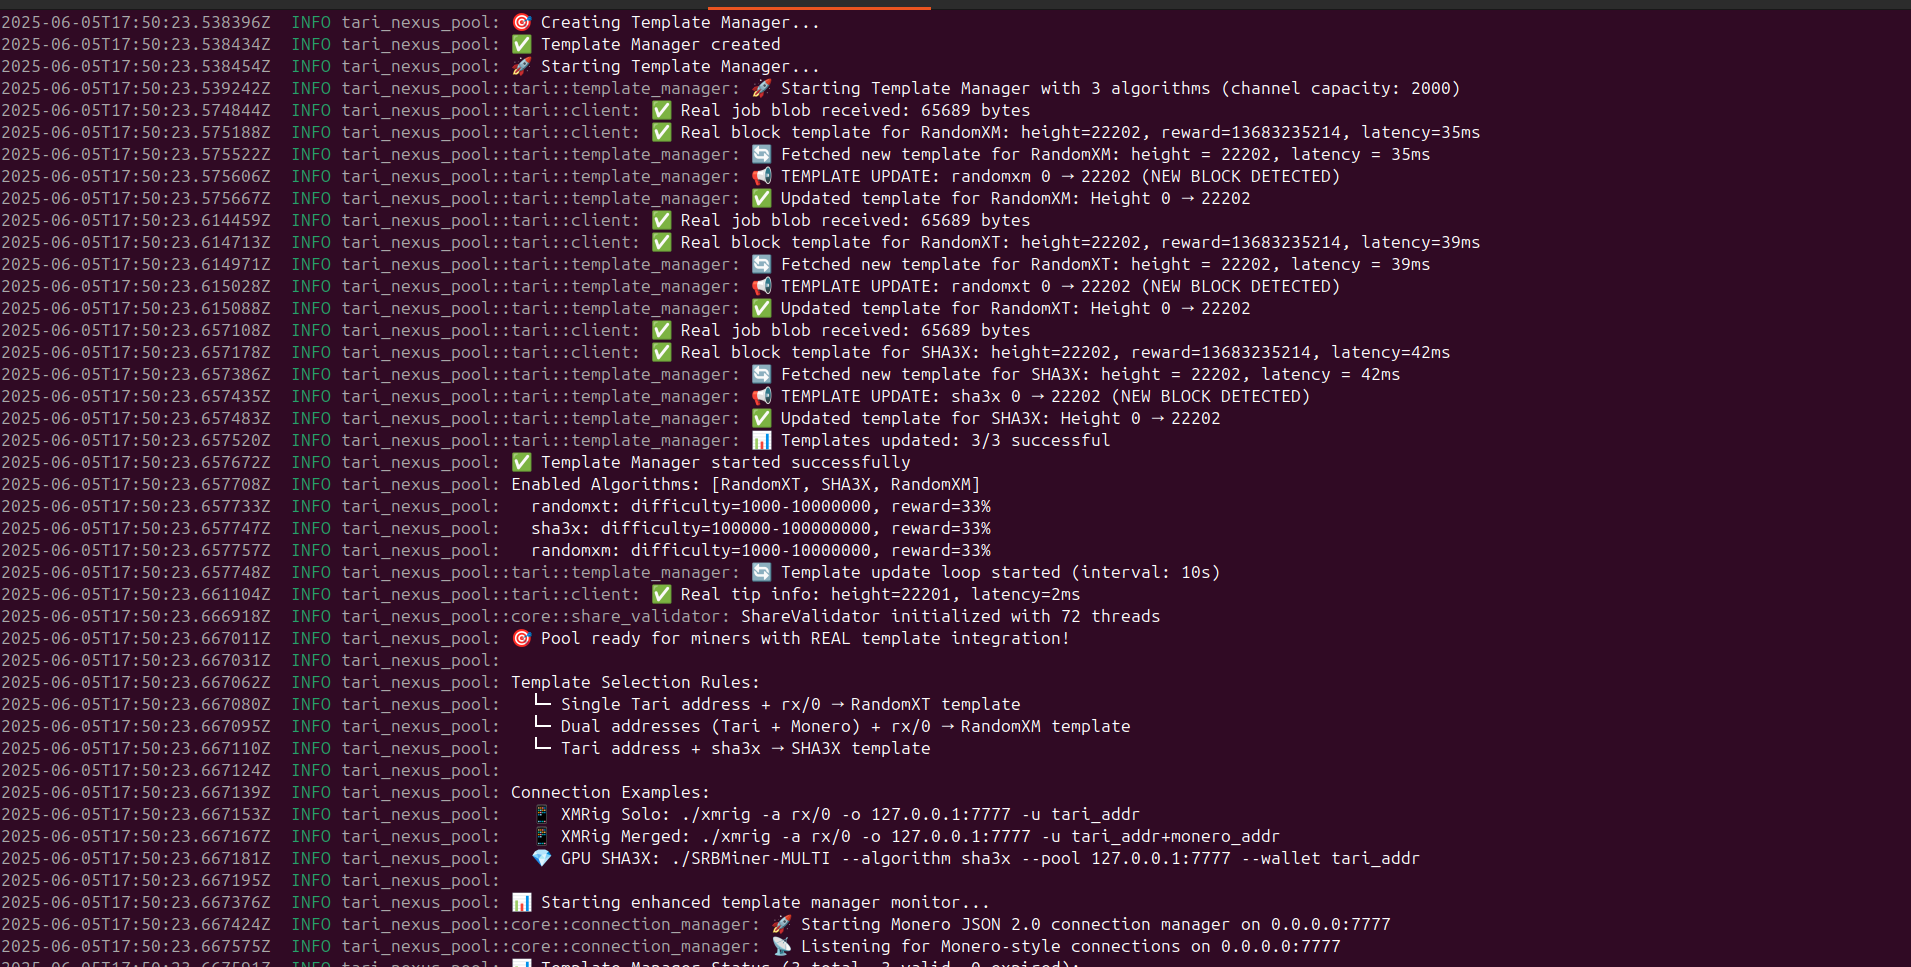 2025-06-05T17:50:23.538396Z  INFO tari_nexus_pool: 🎯 Creating Template Manager...
2025-06-05T17:50:23.538434Z  INFO tari_nexus_pool: ✅ Template Manager created
2025-06-05T17:50:23.538454Z  INFO tari_nexus_pool: 🚀 Starting Template Manager...
2025-06-05T17:50:23.539242Z  INFO tari_nexus_pool::tari::template_manager: 🚀 Starting Template Manager with 3 algorithms (channel capacity: 2000)
2025-06-05T17:50:23.574844Z  INFO tari_nexus_pool::tari::client: ✅ Real job blob received: 65689 bytes
2025-06-05T17:50:23.575188Z  INFO tari_nexus_pool::tari::client: ✅ Real block template for RandomXM: height=22202, reward=13683235214, latency=35ms
2025-06-05T17:50:23.575522Z  INFO tari_nexus_pool::tari::template_manager: 🔄 Fetched new template for RandomXM: height = 22202, latency = 35ms
2025-06-05T17:50:23.575606Z  INFO tari_nexus_pool::tari::template_manager: 📢 TEMPLATE UPDATE: randomxm 0 → 22202 (NEW BLOCK DETECTED)
2025-06-05T17:50:23.575667Z  INFO tari_nexus_pool::tari::template_manager: ✅ Updated template for RandomXM: Height 0 → 22202
2025-06-05T17:50:23.614459Z  INFO tari_nexus_pool::tari::client: ✅ Real job blob received: 65689 bytes
2025-06-05T17:50:23.614713Z  INFO tari_nexus_pool::tari::client: ✅ Real block template for RandomXT: height=22202, reward=13683235214, latency=39ms
2025-06-05T17:50:23.614971Z  INFO tari_nexus_pool::tari::template_manager: 🔄 Fetched new template for RandomXT: height = 22202, latency = 39ms
2025-06-05T17:50:23.615028Z  INFO tari_nexus_pool::tari::template_manager: 📢 TEMPLATE UPDATE: randomxt 0 → 22202 (NEW BLOCK DETECTED)
2025-06-05T17:50:23.615088Z  INFO tari_nexus_pool::tari::template_manager: ✅ Updated template for RandomXT: Height 0 → 22202
2025-06-05T17:50:23.657108Z  INFO tari_nexus_pool::tari::client: ✅ Real job blob received: 65689 bytes
2025-06-05T17:50:23.657178Z  INFO tari_nexus_pool::tari::client: ✅ Real block template for SHA3X: height=22202, reward=13683235214, latency=42ms
2025-06-05T17:50:23.657386Z  INFO tari_nexus_pool::tari::template_manager: 🔄 Fetched new template for SHA3X: height = 22202, latency = 42ms
2025-06-05T17:50:23.657435Z  INFO tari_nexus_pool::tari::template_manager: 📢 TEMPLATE UPDATE: sha3x 0 → 22202 (NEW BLOCK DETECTED)
2025-06-05T17:50:23.657483Z  INFO tari_nexus_pool::tari::template_manager: ✅ Updated template for SHA3X: Height 0 → 22202
2025-06-05T17:50:23.657520Z  INFO tari_nexus_pool::tari::template_manager: 📊 Templates updated: 3/3 successful
2025-06-05T17:50:23.657672Z  INFO tari_nexus_pool: ✅ Template Manager started successfully
2025-06-05T17:50:23.657708Z  INFO tari_nexus_pool: Enabled Algorithms: [RandomXT, SHA3X, RandomXM]
2025-06-05T17:50:23.657733Z  INFO tari_nexus_pool:   randomxt: difficulty=1000-10000000, reward=33%
2025-06-05T17:50:23.657747Z  INFO tari_nexus_pool:   sha3x: difficulty=100000-100000000, reward=33%
2025-06-05T17:50:23.657757Z  INFO tari_nexus_pool:   randomxm: difficulty=1000-10000000, reward=33%
2025-06-05T17:50:23.657748Z  INFO tari_nexus_pool::tari::template_manager: 🔄 Template update loop started (interval: 10s)
2025-06-05T17:50:23.661104Z  INFO tari_nexus_pool::tari::client: ✅ Real tip info: height=22201, latency=2ms
2025-06-05T17:50:23.666918Z  INFO tari_nexus_pool::core::share_validator: ShareValidator initialized with 72 threads
2025-06-05T17:50:23.667011Z  INFO tari_nexus_pool: 🎯 Pool ready for miners with REAL template integration!
2025-06-05T17:50:23.667031Z  INFO tari_nexus_pool:
2025-06-05T17:50:23.667062Z  INFO tari_nexus_pool: Template Selection Rules:
2025-06-05T17:50:23.667080Z  INFO tari_nexus_pool:   └─ Single Tari address + rx/0 → RandomXT template
2025-06-05T17:50:23.667095Z  INFO tari_nexus_pool:   └─ Dual addresses (Tari + Monero) + rx/0 → RandomXM template
2025-06-05T17:50:23.667110Z  INFO tari_nexus_pool:   └─ Tari address + sha3x → SHA3X template
2025-06-05T17:50:23.667124Z  INFO tari_nexus_pool:
2025-06-05T17:50:23.667139Z  INFO tari_nexus_pool: Connection Examples:
2025-06-05T17:50:23.667153Z  INFO tari_nexus_pool:   📱 XMRig Solo: ./xmrig -a rx/0 -o 127.0.0.1:7777 -u tari_addr
2025-06-05T17:50:23.667167Z  INFO tari_nexus_pool:   📱 XMRig Merged: ./xmrig -a rx/0 -o 127.0.0.1:7777 -u tari_addr+monero_addr
2025-06-05T17:50:23.667181Z  INFO tari_nexus_pool:   💎 GPU SHA3X: ./SRBMiner-MULTI --algorithm sha3x --pool 127.0.0.1:7777 --wallet tari_addr
2025-06-05T17:50:23.667195Z  INFO tari_nexus_pool:
2025-06-05T17:50:23.667376Z  INFO tari_nexus_pool: 📊 Starting enhanced template manager monitor...
2025-06-05T17:50:23.667424Z  INFO tari_nexus_pool::core::connection_manager: 🚀 Starting Monero JSON 2.0 connection manager on 0.0.0.0:7777
2025-06-05T17:50:23.667575Z  INFO tari_nexus_pool::core::connection_manager: 📡 Listening for Monero-style connections on 0.0.0.0:7777
2025-06-05T17:50:23.667591Z  INFO tari_nexus_pool: 📊 Template Manager Status (3 total, 3 valid, 0 expired):